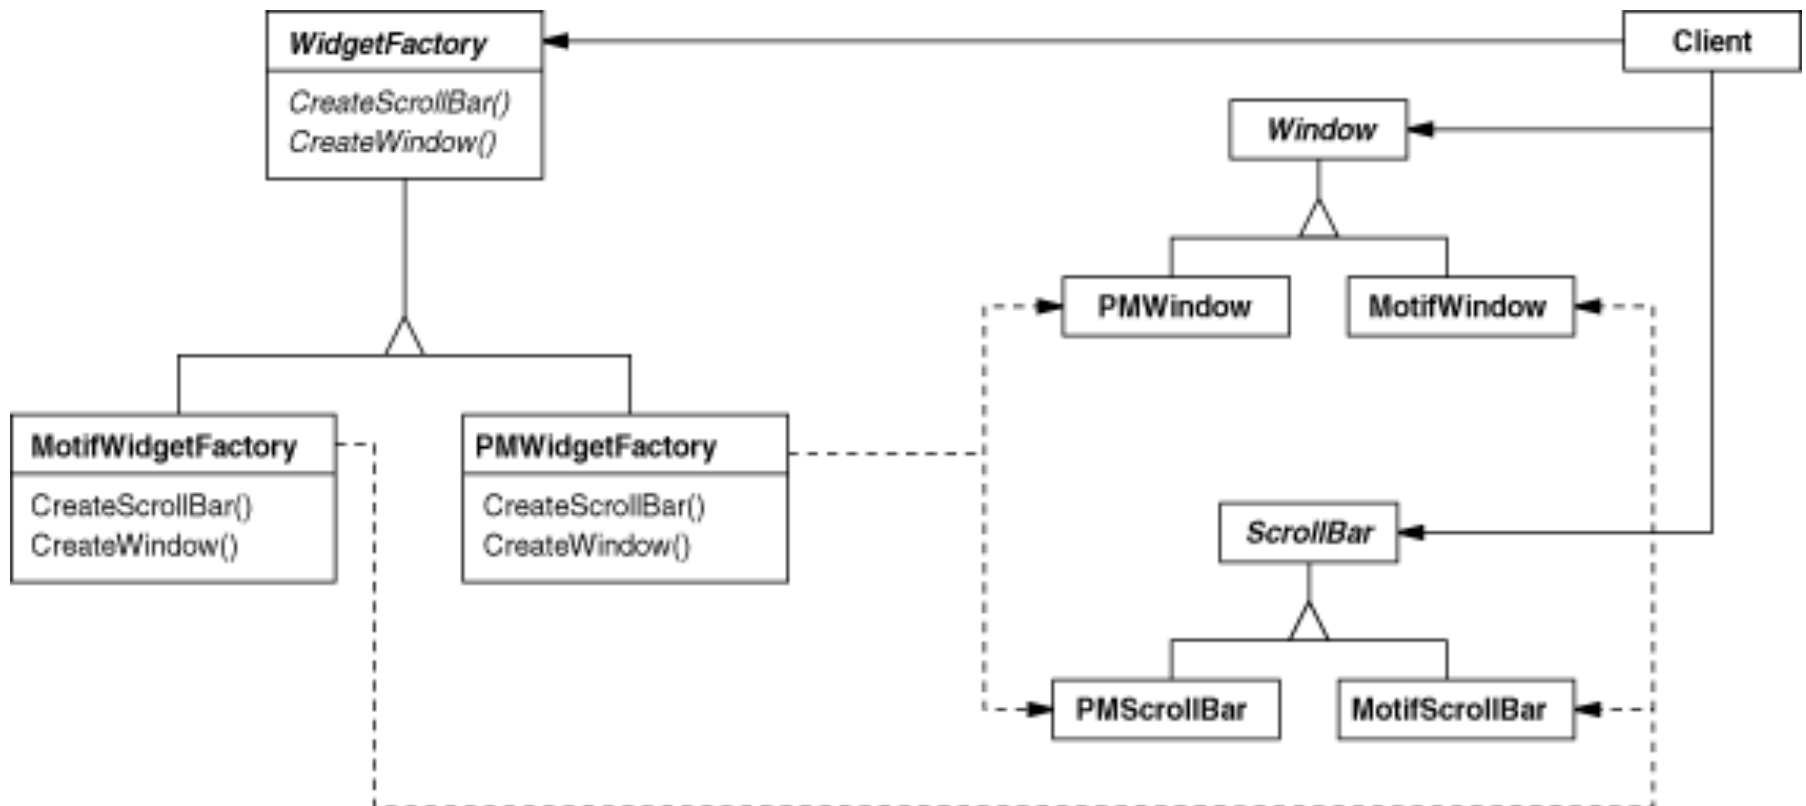 WidgetFactory
CreateScrollBar()
CreateWindow()
Client
Window
PMWindow
MotifWindow
MotifWidgetFactory
CreateScrollBar()
CreateWindow()
PMWidgetFactory
CreateScrollBar()
CreateWindow()
ScrollBar
PMScrollBar
MotifScrollBar